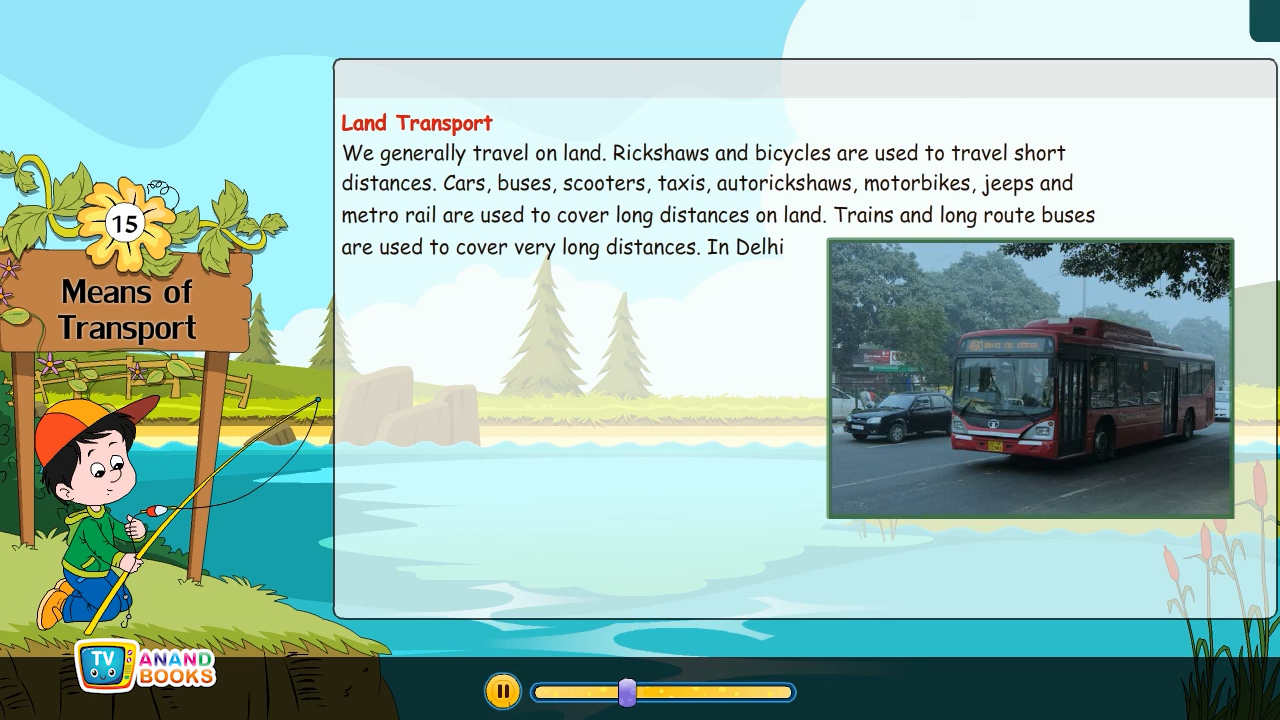 Land Transport
We generally travel on land. Rickshaws and bicycles are used to travel short
distances. Cars, buses, scooters, taxis, autorickshaws, motorbikes, jeeps and
metro rail are used to cover long distances on land. Trains and long route buses
are used to cover very long distances. In Delhi
15
Means of
Transport
TV ANAND
BOOKS